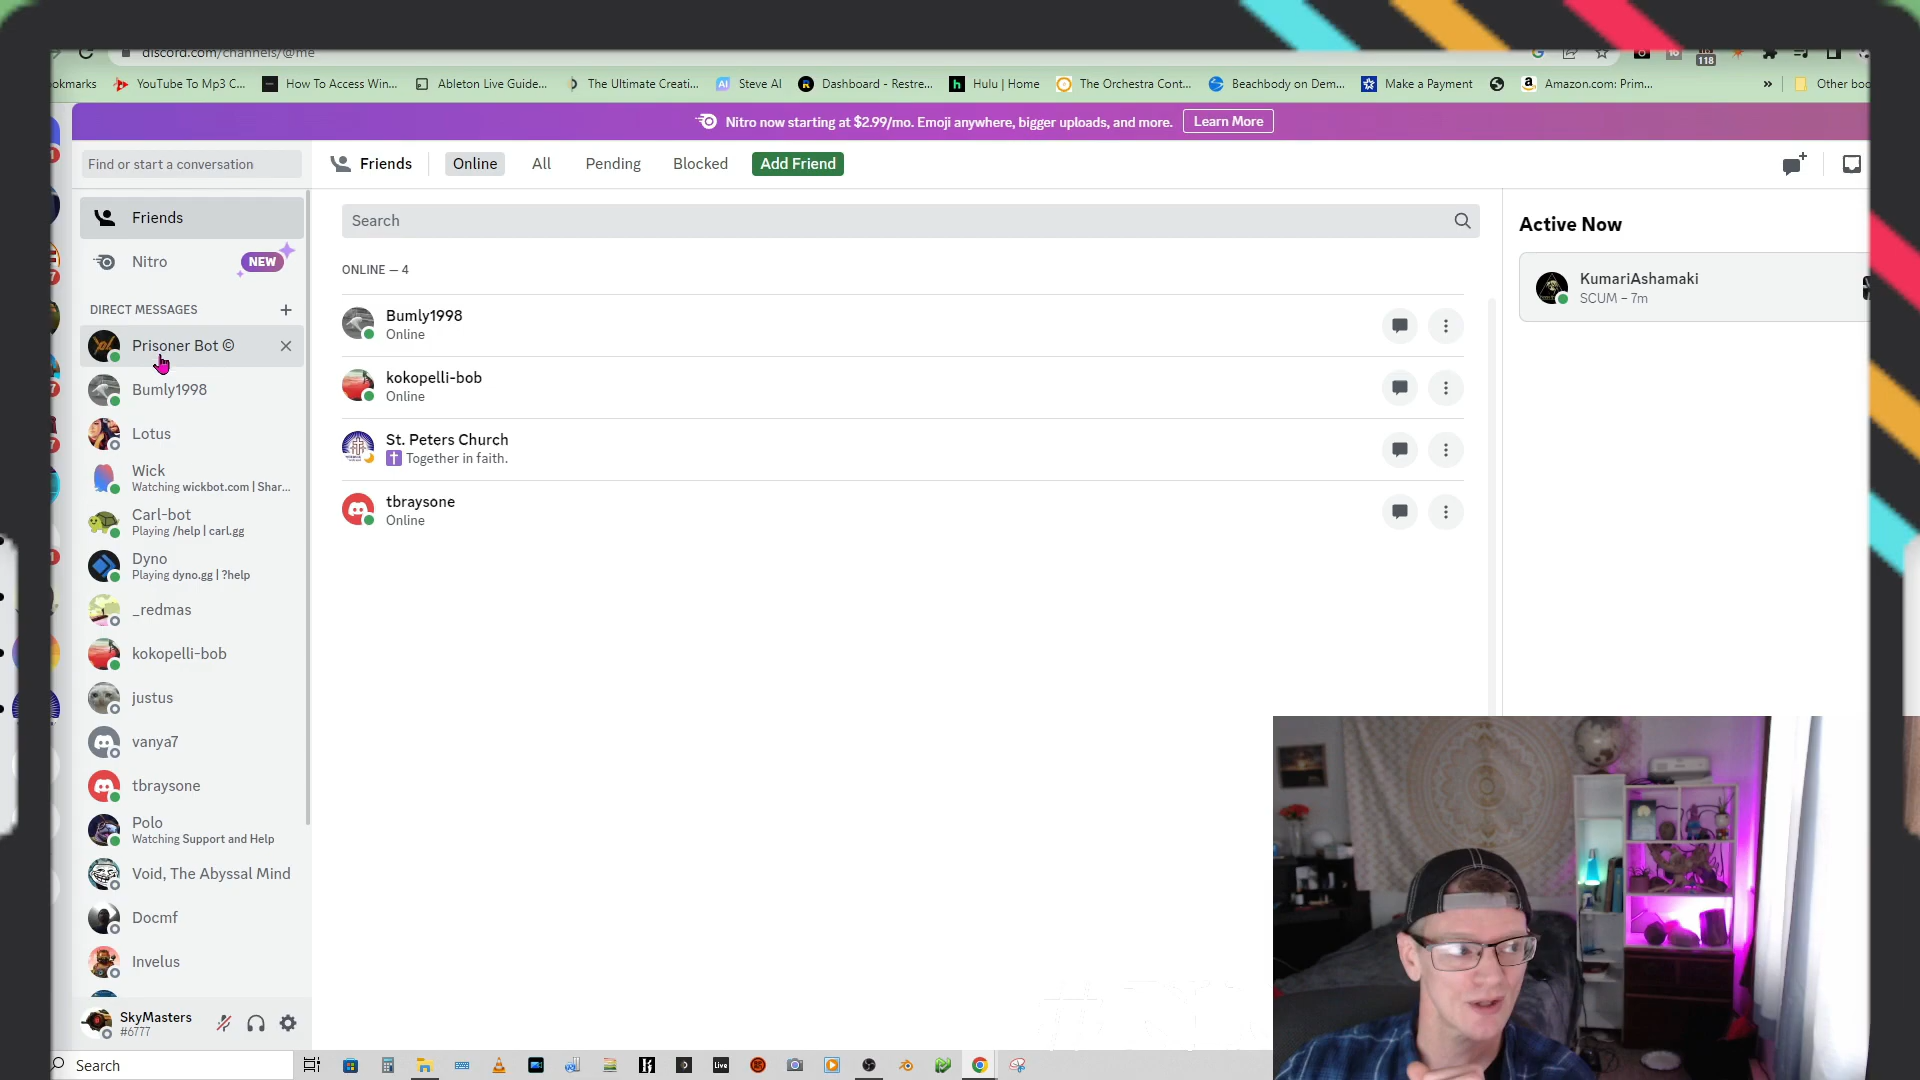 discord.com/channels/@me
118
okmarks
YouTube To Mp3 C...
How To Access Win...
Ableton Live Guide...
The Ultimate Creati...
AI
Steve AI
Dashboard - Restre...
h
Hulu | Home
The Orchestra Cont...
Beachbody on Dem...
Make a Payment
Amazon.com: Prim...
»
Other boo
Nitro now starting at $2.99/mo. Emoji anywhere, bigger uploads, and more.
Learn More
Find or start a conversation
Friends
Online
All
Pending
Blocked
Add Friend
Friends
Nitro
NEW
DIRECT MESSAGES
Prisoner Bot ©
Bumly1998
Lotus
Wick
Watching wickbot.com | Shar...
Carl-bot
Playing /help | carl.gg
Dyno
Playing dyno.gg | ?help
_redmas
kokopelli-bob
justus
vanya7
tbraysone
Polo
Watching Support and Help
Void, The Abyssal Mind
Docmf
Invelus
SkyMasters
#6777
Search
ONLINE — 4
Bumly1998
Online
kokopelli-bob
Online
St. Peters Church
Together in faith.
tbraysone
Online
Active Now
KumariAshamaki
SCUM – 7m
Search
Live